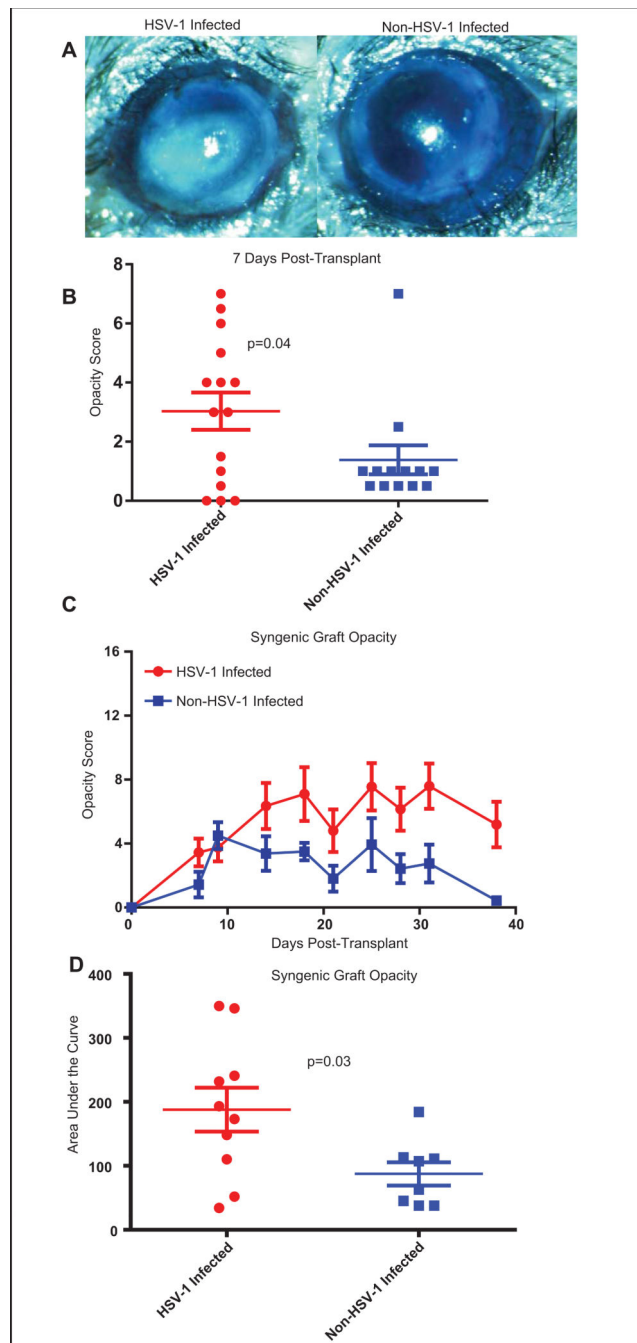 HSV-1 Infected
Non-HSV-1 Infected
A
7 Days Post-Transplant
B
8
6
4
2
0
Opacity Score
p=0.04
HSV-1 Infected
Non-HSV-1 Infected
C
Syngenic Graft Opacity
16
12
8
4
0
Opacity Score
HSV-1 Infected
Non-HSV-1 Infected
0
10
20
30
40
Days Post-Transplant
D
Syngenic Graft Opacity
400
300
200
100
0
Area Under the Curve
p=0.03
HSV-1 Infected
Non-HSV-1 Infected